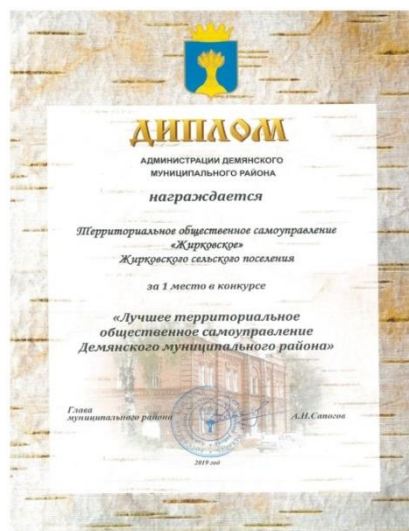 ДИПЛОМ
АДМИНИСТРАЦИИ ДЕМЯНСКОГО
МУНИЦИПАЛЬНОГО РАЙОНА
награждается
Территориальное общественное самоуправление
«Жирковское»
Жирковского сельского поселения
за 1 место в конкурсе
«Лучшее территориальное
общественное самоуправление
Демянского муниципального района»
Глава
муниципального района А.Н.Сапогов
2019 год